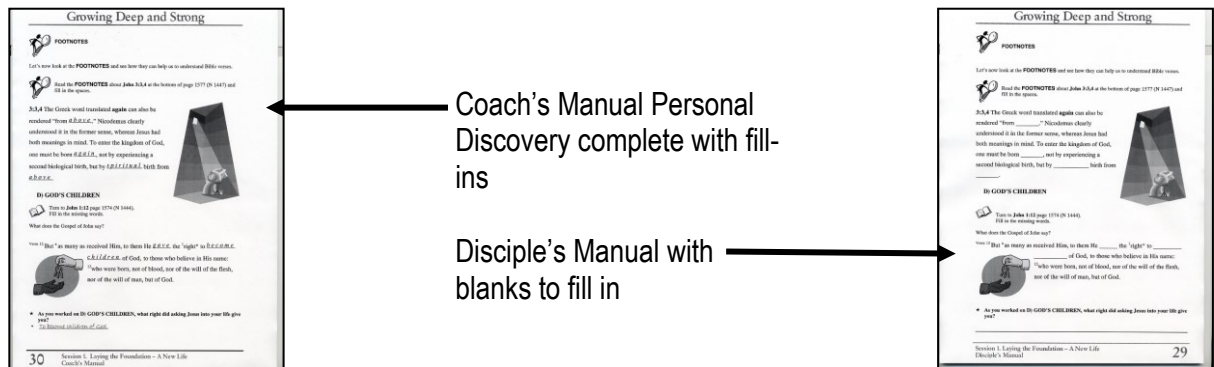 Growing Deep and Strong
FOOTNOTES
Let's now look at the FOOTNOTES and see how they can help us to understand Bible verses.
Read the FOOTNOTES about John 3:3,4 at the bottom of page 1577 (N 1447) and
fill in the spaces.
3:3,4 The Greek word translated again can also be
rendered "from above." Nicodemus clearly
understood it in the former sense, whereas Jesus had
both meanings in mind. To enter the kingdom of God,
one must be born again, not by experiencing a
second biological birth, but by spiritual birth from
above.
D) GOD'S CHILDREN
Turn to John 1:12 page 1574 (N 1444).
Fill in the missing words.
What does the Gospel of John say?
Verse 12 But "as many as received Him, to them He gave the 'right* to become
children of God, to those who believe in His name:
13who were born, not of blood, nor of the will of the flesh,
nor of the will of man, but of God.
* As you worked on D) GOD'S CHILDREN, what right did asking Jesus into your life give
you?
* To become children of God.
30 Session 1. Laying the Foundation – A New Life
Coach's Manual
Coach's Manual Personal
Discovery complete with fill-
ins
Disciple's Manual with
blanks to fill in
Growing Deep and Strong
FOOTNOTES
Let's now look at the FOOTNOTES and see how they can help us to understand Bible verses.
Read the FOOTNOTES about John 3:3,4 at the bottom of page 1577 (N 1447) and
fill in the spaces.
3:3,4 The Greek word translated again can also be
rendered "from _______." Nicodemus clearly
understood it in the former sense, whereas Jesus had
both meanings in mind. To enter the kingdom of God,
one must be born _______, not by experiencing a
second biological birth, but by __________ birth from
_______.
D) GOD'S CHILDREN
Turn to John 1:12 page 1574 (N 1444).
Fill in the missing words.
What does the Gospel of John say?
Verse 12 But "as many as received Him, to them He _____ the 'right* to _______
__________ of God, to those who believe in His name:
13who were born, not of blood, nor of the will of the flesh,
nor of the will of man, but of God.
* As you worked on D) GOD'S CHILDREN, what right did asking Jesus into your life give
you?
Session 1. Laying the Foundation – A New Life 29
Disciple's Manual